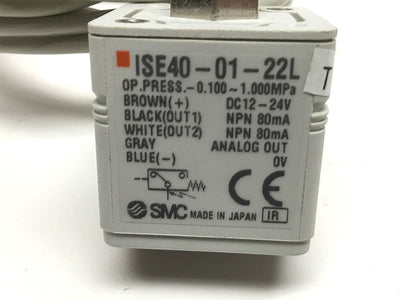 ISE40-01-22L
OP.PRESS.-0.100~1.000MPa
BROWN(+) DC12-24V
BLACK(OUT1) NPN 80mA
WHITE(OUT2) NPN 80mA
GRAY ANALOG OUT
BLUE(-) 0V
CE
SMC MADE IN JAPAN IR
T